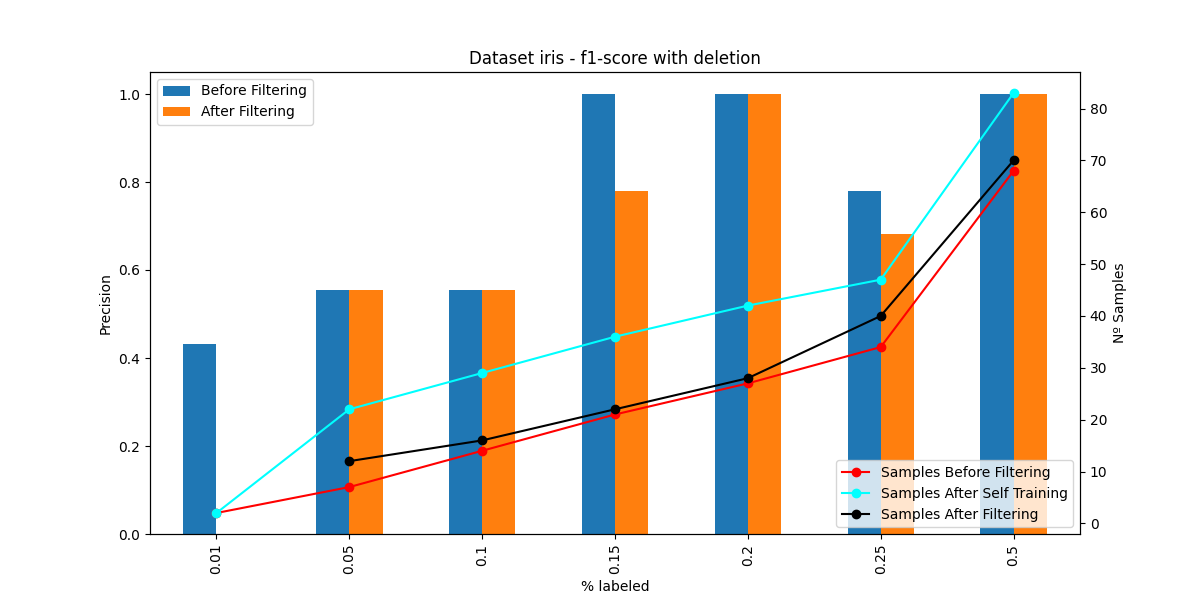 Dataset iris - f1-score with deletion
Before Filtering
After Filtering
1.0
0.8
0.6
0.4
0.2
0.0
Precision
80
70
60
50
40
30
20
10
0
Nº Samples
Samples Before Filtering
Samples After Self Training
Samples After Filtering
0.01
0.05
0.1
0.15
0.2
0.25
0.5
% labeled